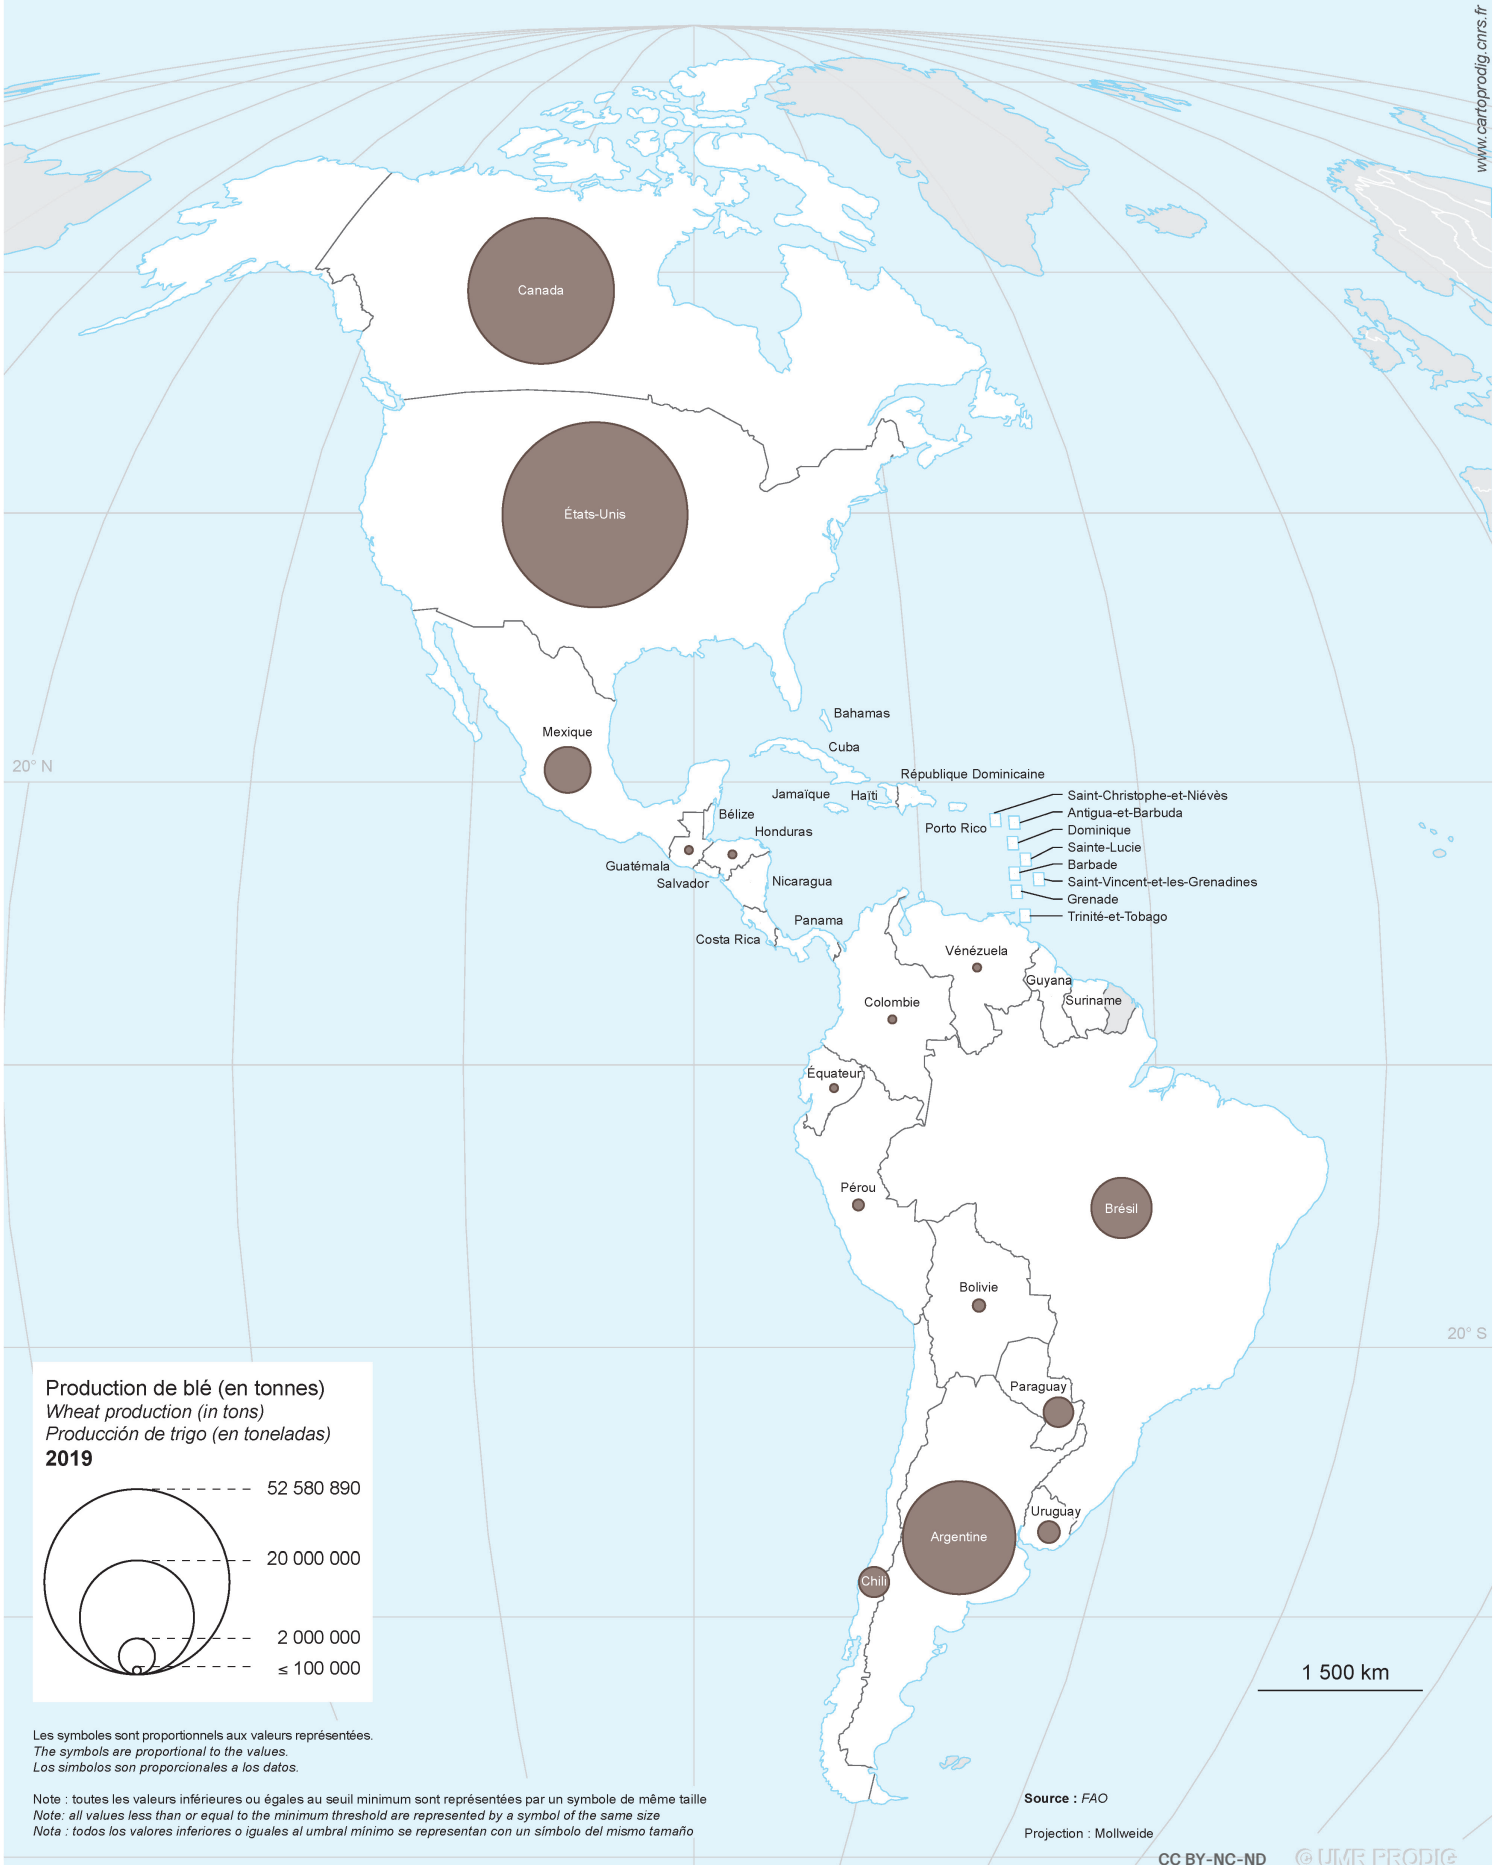 www.cartoprodig.cnrs.fr
Canada
États-Unis
Mexique
Bahamas
Cuba
20° N
République Dominicaine
Jamaïque
Haïti
Saint-Christophe-et-Niévès
Antigua-et-Barbuda
Bélize
Porto Rico
Dominique
Honduras
Sainte-Lucie
Barbade
Guatémala
Salvador
Nicaragua
Saint-Vincent-et-les-Grenadines
Grenade
Trinité-et-Tobago
Panama
Costa Rica
Vénézuela
Guyana
Suriname
Colombie
Équateur
Pérou
Brésil
Bolivie
20° S
Paraguay
Uruguay
Argentine
Chili
Production de blé (en tonnes)
Wheat production (in tons)
Producción de trigo (en toneladas)
2019
52 580 890
20 000 000
2 000 000
≤ 100 000
1 500 km
Les symboles sont proportionnels aux valeurs représentées.
The symbols are proportional to the values.
Los simbolos son proporcionales a los datos.
Note : toutes les valeurs inférieures ou égales au seuil minimum sont représentées par un symbole de même taille
Note: all values less than or equal to the minimum threshold are represented by a symbol of the same size
Nota : todos los valores inferiores o iguales al umbral mínimo se representan con un símbolo del mismo tamaño
Source : FAO
Projection : Mollweide
CC BY-NC-ND
© UMR PRODIG